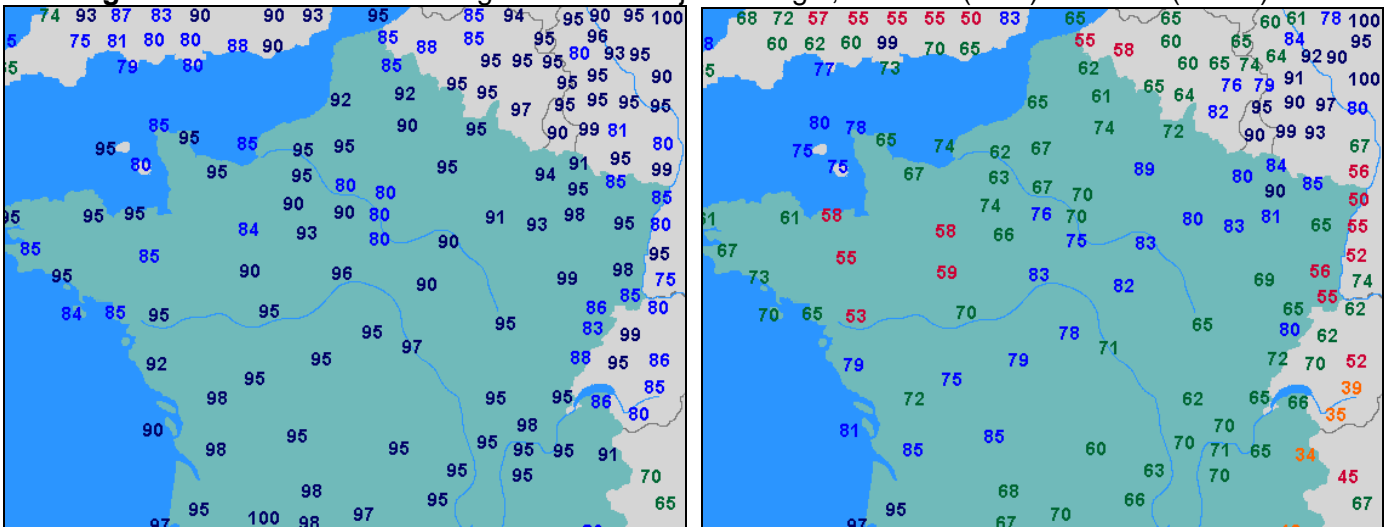 74 93 87 83 90 90 93 95 85 94 95 90 95 100
75 81 80 80 88 90 85 88 85 95 96 93 95
79 80 85 95 95 95 80 90
92 92 95 95 97 95 95 95 95
85 95 85 95 95 90 95 90 99 81 80
95 80 95 95 80 80 95 94 91 95 85 95 99
95 95 95 90 90 80 91 93 98 95 85 80
85 85 84 93 80 90 95
95 90 96 90 99 98 75
84 85 95 95 95 95 86 85 80
92 95 95 97 83 99 86
98 95 95 88 95 85
90 98 95 95 95 98 95 86 80
98 95 95 95 95 91 70
97 95 100 98 97 95 65
68 72 57 55 55 55 50 83 65 65 60 61 78 100
60 62 60 99 70 65 55 58 60 65 64 84 95
77 73 62 60 65 74 92 90
65 61 65 64 76 79 91 100
80 78 65 74 62 67 74 72 82 95 90 97 80
75 75 67 63 67 70 89 90 99 93 67
61 61 58 74 76 70 80 84 90 85 56 50
67 55 58 66 75 83 80 83 81 65 55
73 59 83 82 69 56 52 74
70 65 53 70 65 65 55 62
79 79 78 71 80 62 52
72 75 62 72 70 39
81 85 85 60 70 65 66 35
68 63 70 71 65 34 45
97 95 67 70 66 70 67